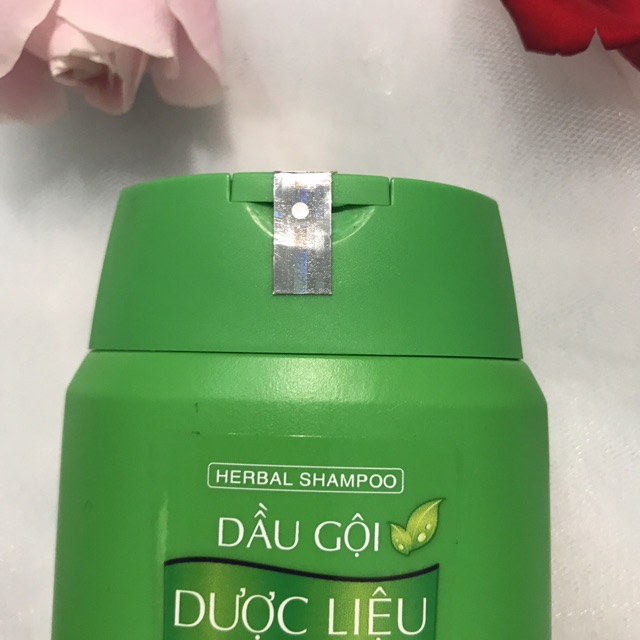 HERBAL SHAMPOO
DẦU GỘI
DƯỢC LIỆU